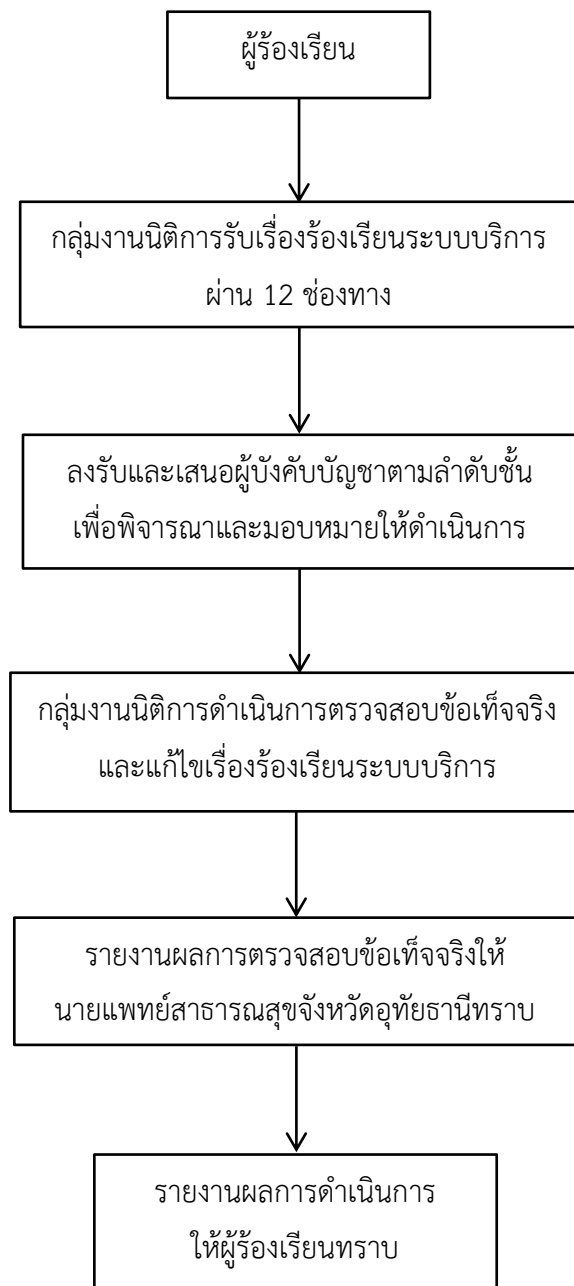 ผู้ร้องเรียน
กลุ่มงานนิติการรับเรื่องร้องเรียนระบบบริการ
ผ่าน 12 ช่องทาง
ลงรับและเสนอผู้บังคับบัญชาตามลำดับชั้น
เพื่อพิจารณาและมอบหมายให้ดำเนินการ
กลุ่มงานนิติการดำเนินการตรวจสอบข้อเท็จจริง
และแก้ไขเรื่องร้องเรียนระบบบริการ
รายงานผลการตรวจสอบข้อเท็จจริงให้
นายแพทย์สาธารณสุขจังหวัดอุทัยธานีทราบ
รายงานผลการดำเนินการ
ให้ผู้ร้องเรียนทราบ